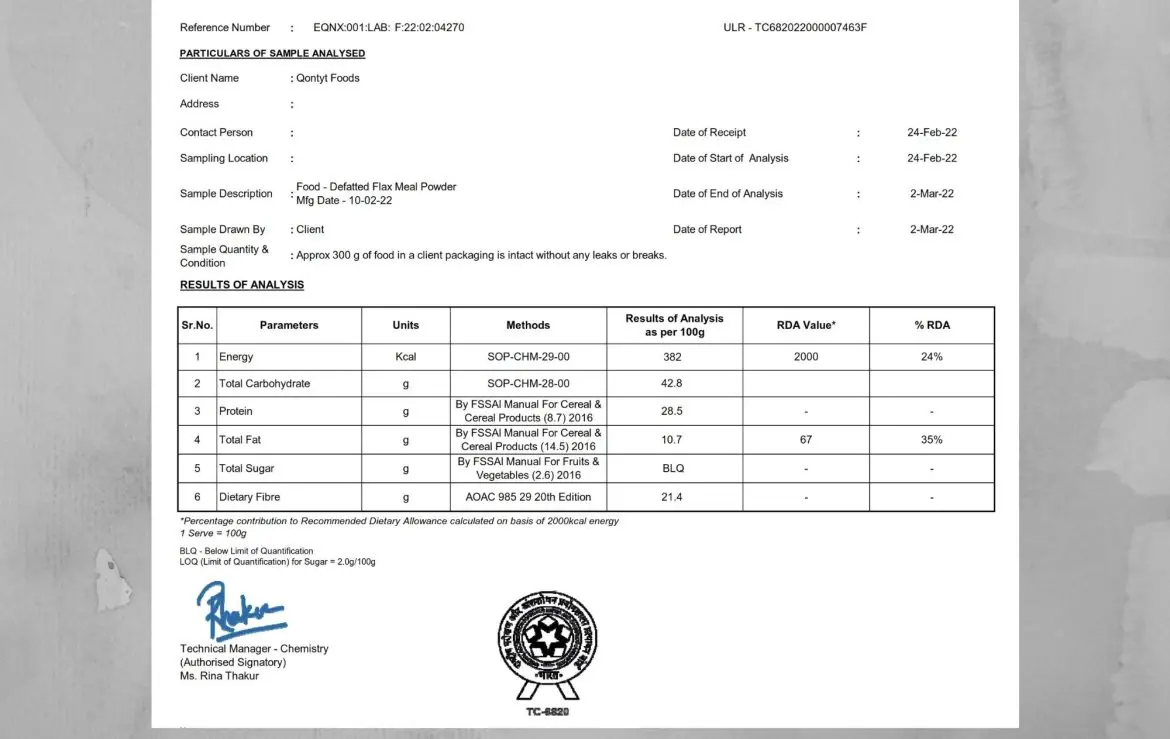 Reference Number : EQNX:001:LAB: F:22:02:04270 ULR - TC682022000007463F
PARTICULARS OF SAMPLE ANALYSED
Client Name : Qontyt Foods
Address :
Contact Person : Date of Receipt : 24-Feb-22
Sampling Location : Date of Start of Analysis : 24-Feb-22
Sample Description : Food - Defatted Flax Meal Powder
Mfg Date - 10-02-22 Date of End of Analysis : 2-Mar-22
Sample Drawn By : Client Date of Report : 2-Mar-22
Sample Quantity &
Condition : Approx 300 g of food in a client packaging is intact without any leaks or breaks.
RESULTS OF ANALYSIS
Sr.No. Parameters Units Methods Results of Analysis
as per 100g RDA Value* % RDA
1 Energy Kcal SOP-CHM-29-00 382 2000 24%
2 Total Carbohydrate g SOP-CHM-28-00 42.8
3 Protein g By FSSAI Manual For Cereal &
Cereal Products (8.7) 2016 28.5 - -
4 Total Fat g By FSSAI Manual For Cereal &
Cereal Products (14.5) 2016 10.7 67 35%
5 Total Sugar g By FSSAI Manual For Fruits &
Vegetables (2.6) 2016 BLQ - -
6 Dietary Fibre g AOAC 985 29 20th Edition 21.4 - -
*Percentage contribution to Recommended Dietary Allowance calculated on basis of 2000kcal energy
1 Serve = 100g
BLQ - Below Limit of Quantification
LOQ (Limit of Quantification) for Sugar = 2.0g/100g
RThakur
Technical Manager - Chemistry
(Authorised Signatory)
Ms. Rina Thakur
भारत
TC-6820